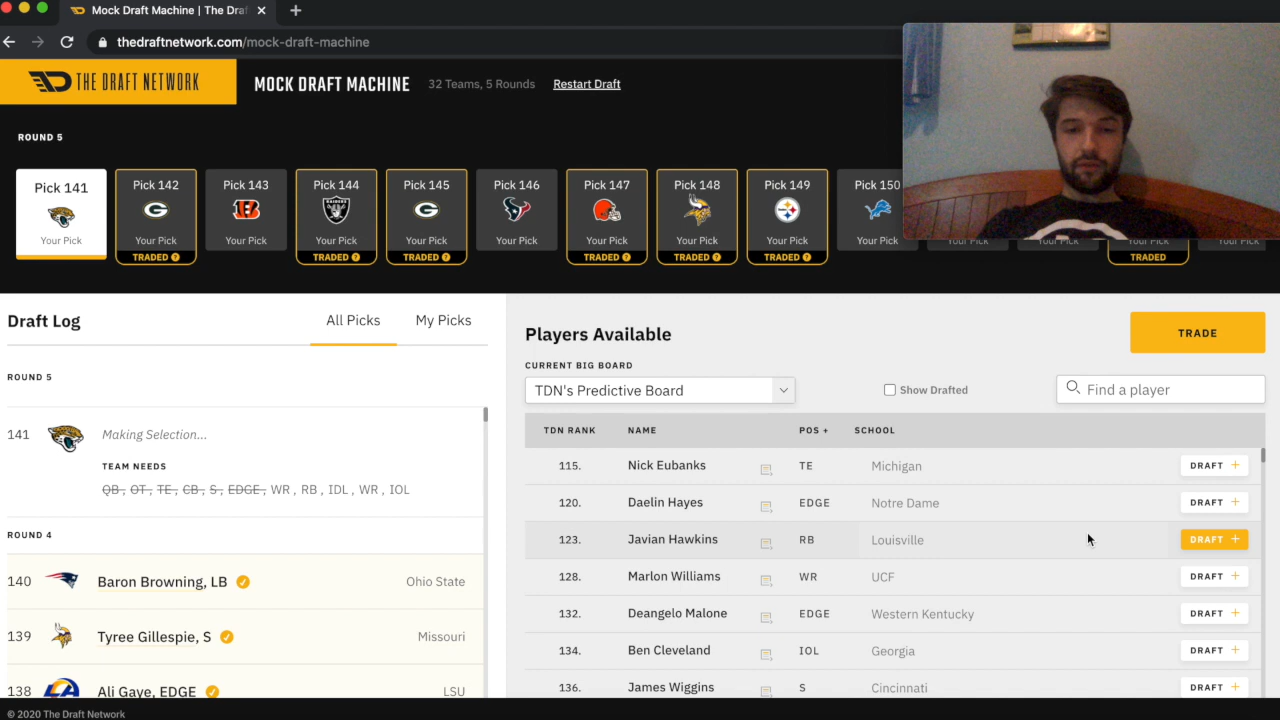 Mock Draft Machine | The Dra
thedraftnetwork.com/mock-draft-machine
THE DRAFT NETWORK
MOCK DRAFT MACHINE
32 Teams, 5 Rounds
Restart Draft
ROUND 5
Pick 141 Pick 142 Pick 143 Pick 144 Pick 145 Pick 146 Pick 147 Pick 148 Pick 149 Pick 150
Your Pick Your Pick Your Pick Your Pick Your Pick Your Pick Your Pick Your Pick Your Pick Your Pick Your Pick Your Pick Your Pick Your Pick
TRADED ? TRADED ? TRADED ? TRADED ? TRADED ? TRADED ? TRADED
Draft Log
All Picks
My Picks
ROUND 5
141
Making Selection...
TEAM NEEDS
QB , OT , TE , CB , S , EDGE , WR , RB , IDL , WR , IOL
ROUND 4
140 Baron Browning, LB Ohio State
139 Tyree Gillespie, S Missouri
138 Ali Gaye, EDGE LSU
Players Available
TRADE
CURRENT BIG BOARD
TDN's Predictive Board
Show Drafted
Find a player
TDN RANK NAME POS + SCHOOL
115. Nick Eubanks TE Michigan DRAFT +
120. Daelin Hayes EDGE Notre Dame DRAFT +
123. Javian Hawkins RB Louisville DRAFT +
128. Marlon Williams WR UCF DRAFT +
132. Deangelo Malone EDGE Western Kentucky DRAFT +
134. Ben Cleveland IOL Georgia DRAFT +
136. James Wiggins S Cincinnati DRAFT +
© 2020 The Draft Network